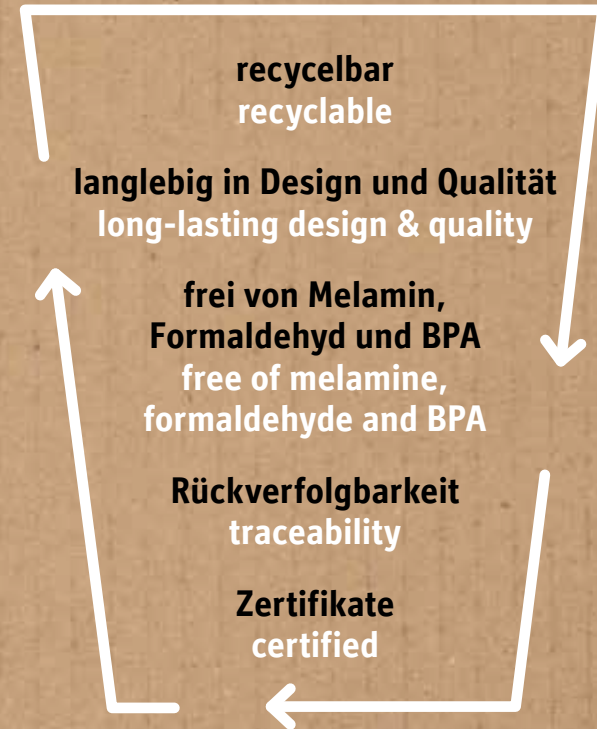 recycelbar
recyclable
langlebig in Design und Qualität
long-lasting design & quality
frei von Melamin,
Formaldehyd und BPA
free of melamine,
formaldehyde and BPA
Rückverfolgbarkeit
traceability
Zertifikate
certified